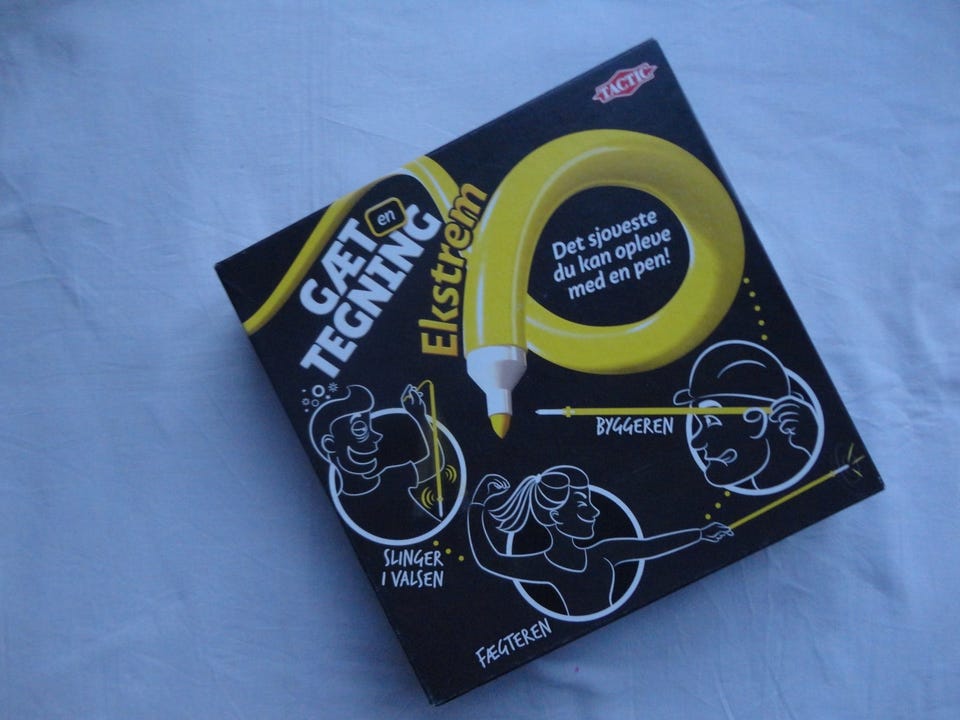 TACTIC
GÆT en
TEGNING
Ekstrem
Det sjoveste
du kan opleve
med en pen!
BYGGEREN
SLINGER
I VALSEN
FÆGTEREN